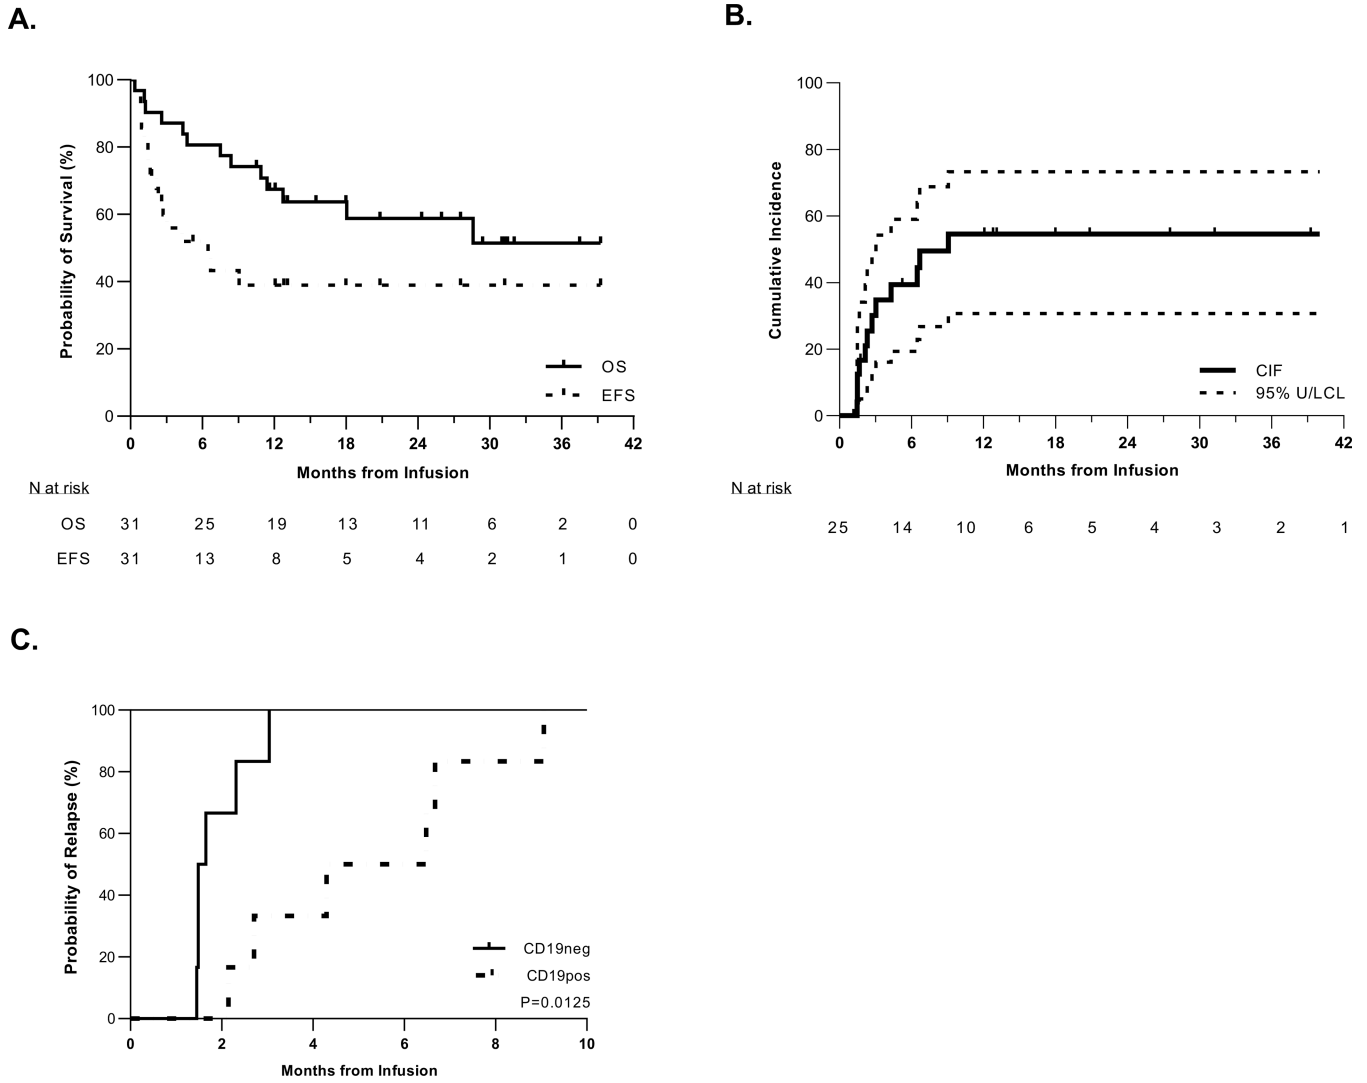 A.
100
80
60
40
20
0
Probability of Survival (%)
OS
EFS
0 6 12 18 24 30 36 42
Months from Infusion
N at risk
OS 31 25 19 13 11 6 2 0
EFS 31 13 8 5 4 2 1 0
B.
100
80
60
40
20
0
Cumulative Incidence
CIF
95% U/LCL
0 6 12 18 24 30 36 42
Months from Infusion
N at risk
25 14 10 6 5 4 3 2 1
C.
100
80
60
40
20
0
Probability of Relapse (%)
CD19neg
CD19pos
P=0.0125
0 2 4 6 8 10
Months from Infusion